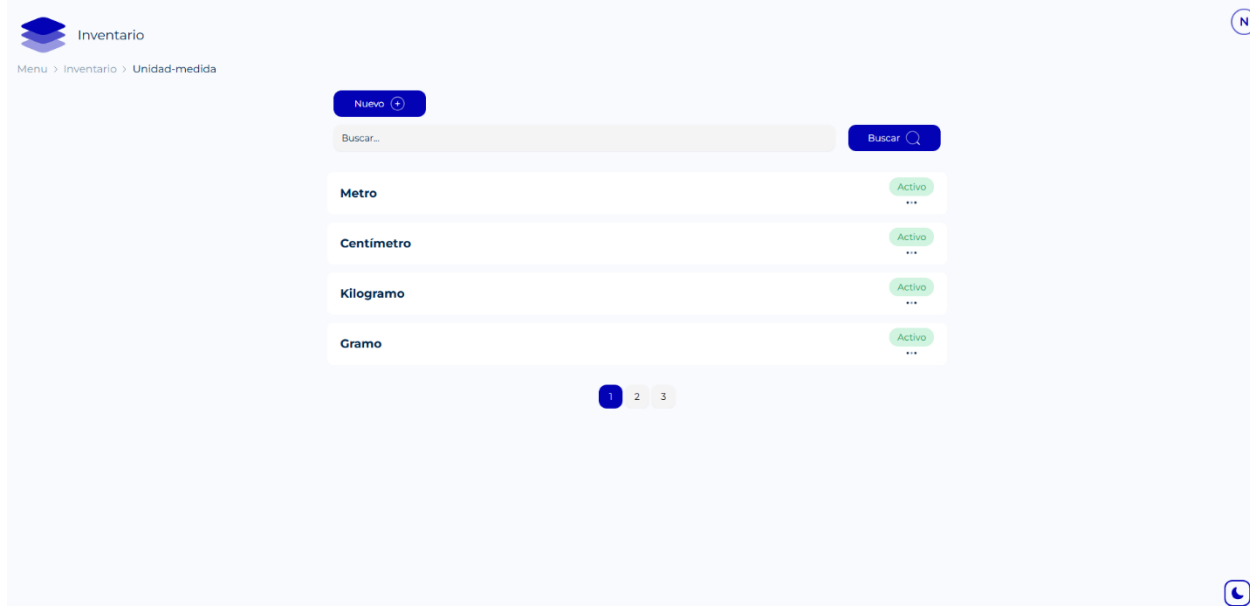 Inventario
N
Menu > Inventario > Unidad-medida
Nuevo
Buscar...
Buscar
Metro
Activo
Centímetro
Activo
Kilogramo
Activo
Gramo
Activo
1 2 3